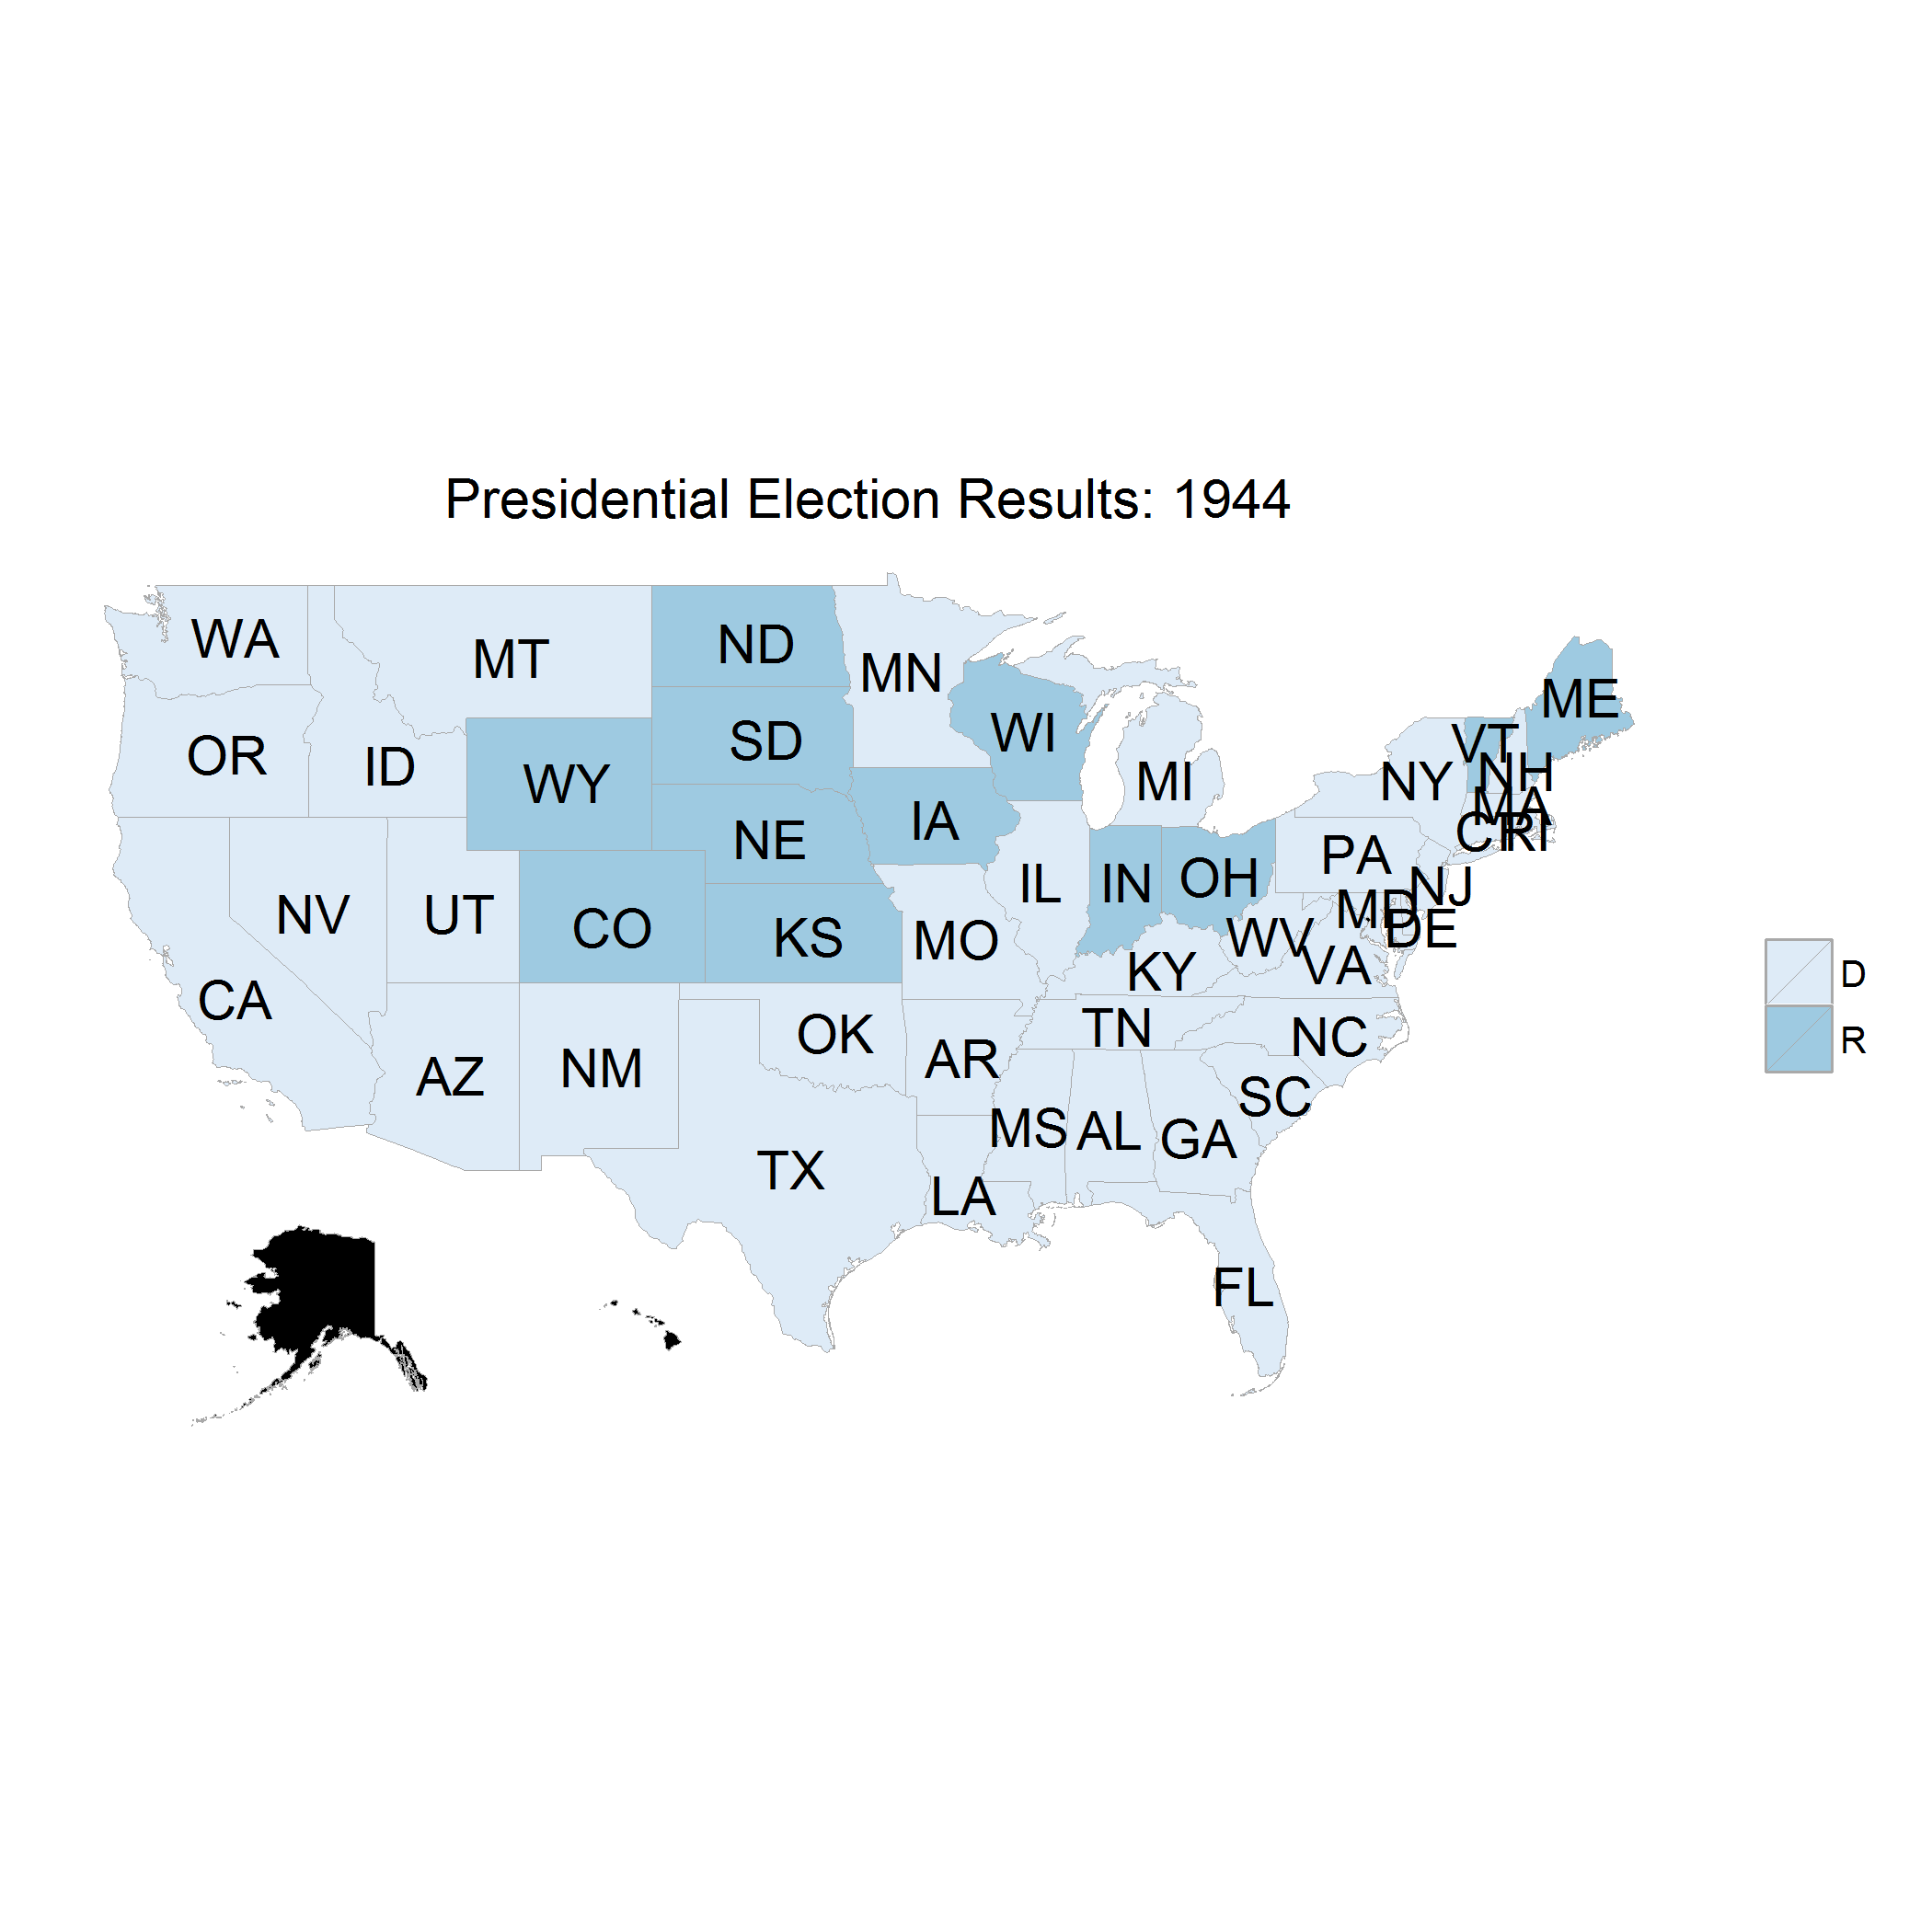 Presidential Election Results: 1944
WA
MT
ND
MN
ME
OR
ID
WY
SD
WI
MI
NY
VT
NH
MA
CT
RI
NE
IA
PA
NJ
NV
UT
CO
KS
MO
IL
IN
OH
MD
DE
WV
VA
KY
CA
AZ
NM
OK
AR
TN
NC
SC
TX
LA
MS
AL
GA
FL
D
R